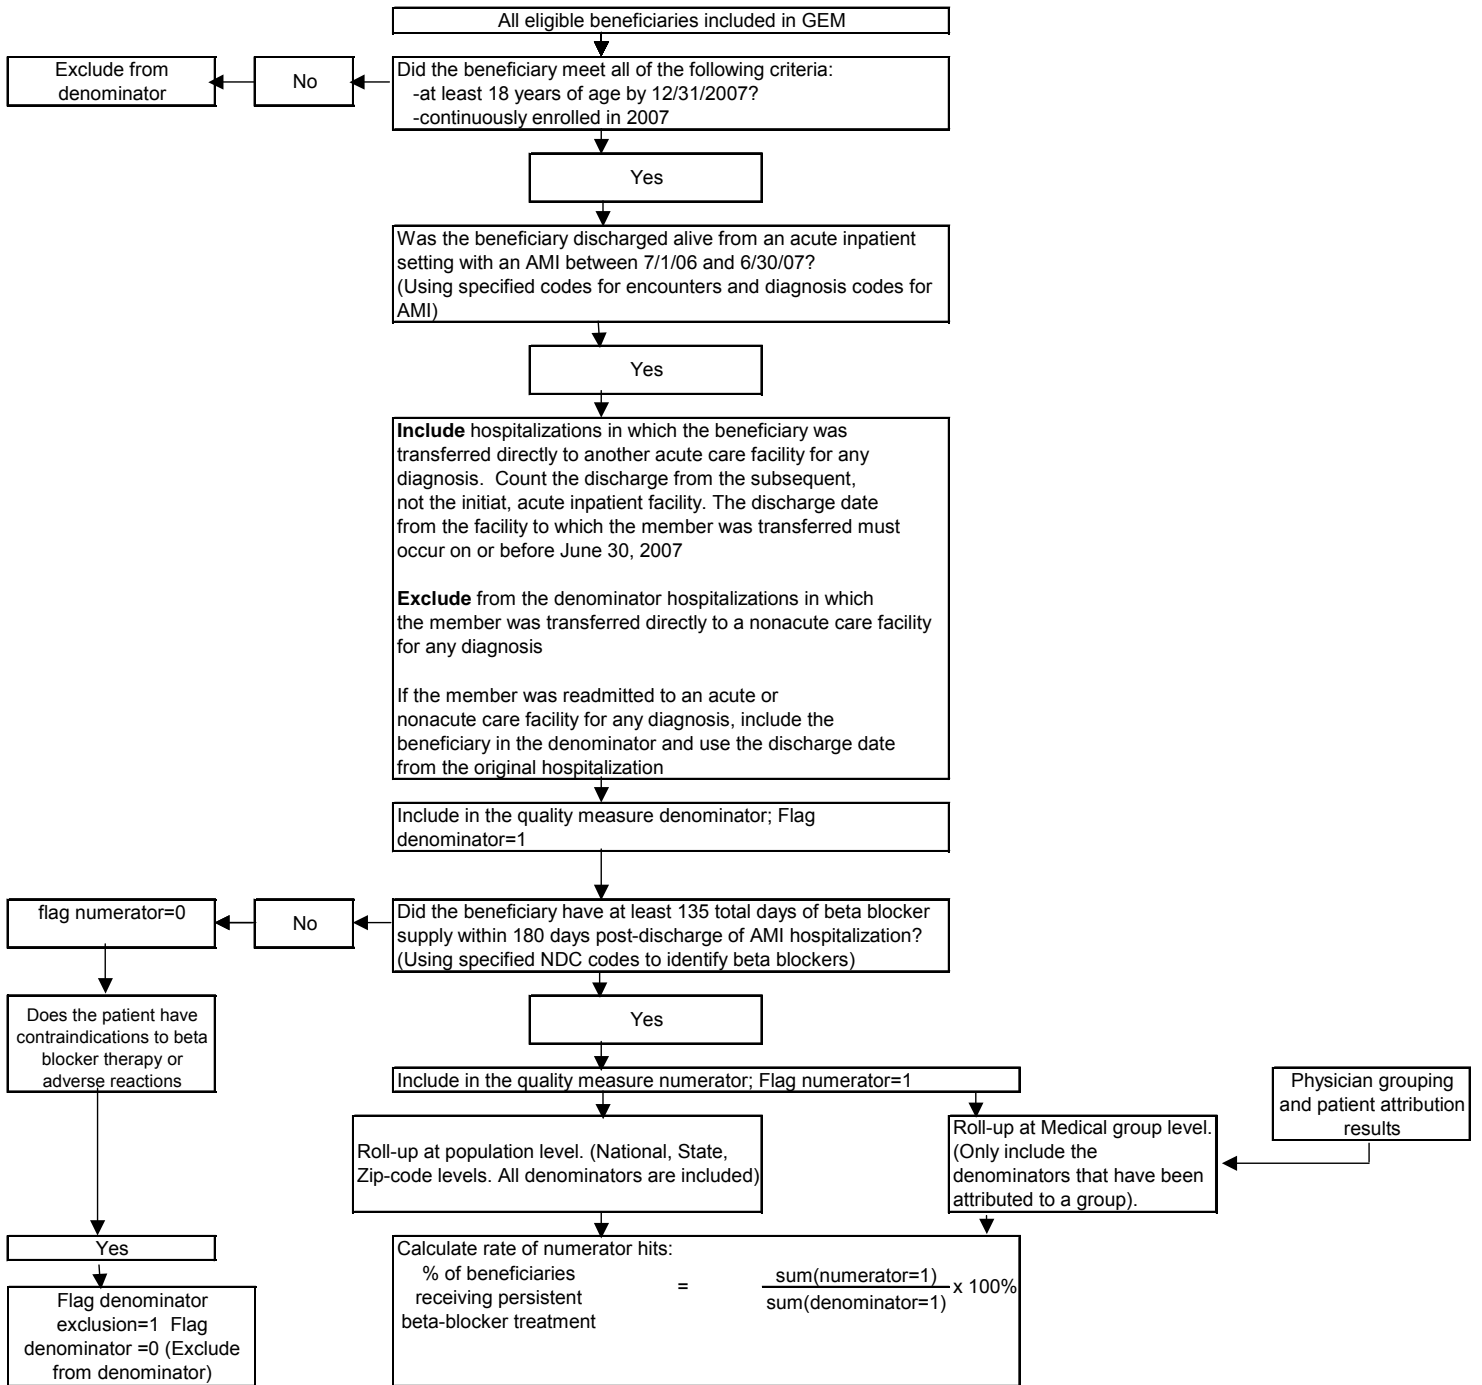 All eligible beneficiaries included in GEM
Exclude from
denominator
No
Did the beneficiary meet all of the following criteria:
-at least 18 years of age by 12/31/2007?
-continuously enrolled in 2007
Yes
Was the beneficiary discharged alive from an acute inpatient
setting with an AMI between 7/1/06 and 6/30/07?
(Using specified codes for encounters and diagnosis codes for
AMI)
Yes
Include hospitalizations in which the beneficiary was
transferred directly to another acute care facility for any
diagnosis.  Count the discharge from the subsequent,
not the initiat, acute inpatient facility. The discharge date
from the facility to which the member was transferred must
occur on or before June 30, 2007
Exclude from the denominator hospitalizations in which
the member was transferred directly to a nonacute care facility
for any diagnosis
If the member was readmitted to an acute or
nonacute care facility for any diagnosis, include the
beneficiary in the denominator and use the discharge date
from the original hospitalization
Include in the quality measure denominator; Flag
denominator=1
flag numerator=0
No
Did the beneficiary have at least 135 total days of beta blocker
supply within 180 days post-discharge of AMI hospitalization?
(Using specified NDC codes to identify beta blockers)
Does the patient have
contraindications to beta
blocker therapy or
adverse reactions
Yes
Include in the quality measure numerator; Flag numerator=1
Physician grouping
and patient attribution
results
Roll-up at population level. (National, State,
Zip-code levels. All denominators are included)
Roll-up at Medical group level.
(Only include the
denominators that have been
attributed to a group).
Yes
Flag denominator
exclusion=1  Flag
denominator =0 (Exclude
from denominator)
Calculate rate of numerator hits:
% of beneficiaries
receiving persistent
beta-blocker treatment
=
sum(numerator=1)
sum(denominator=1)
x 100%